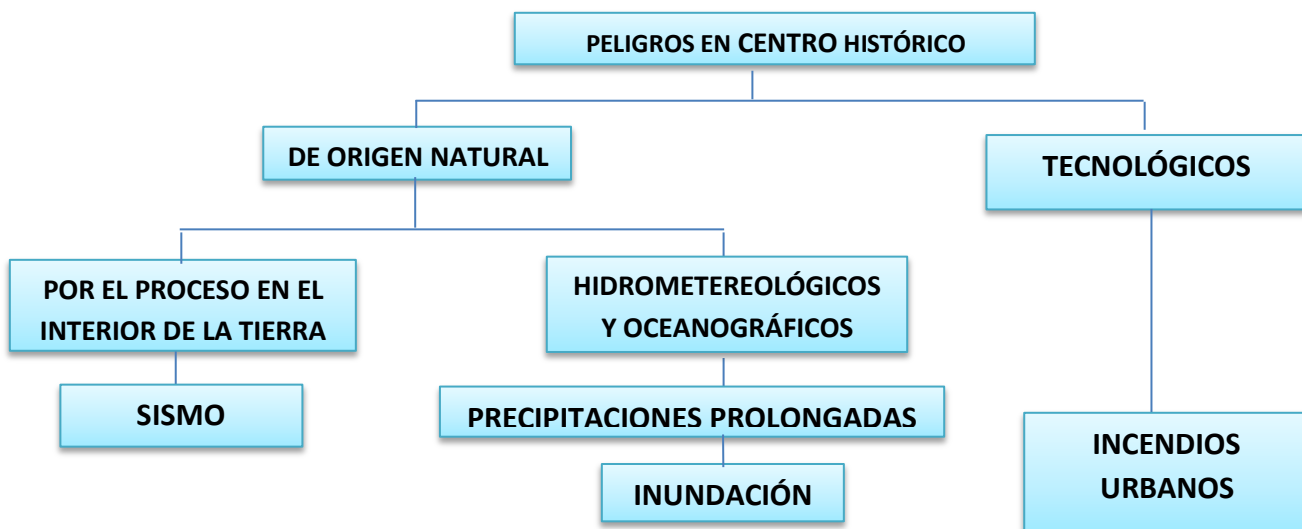 PELIGROS EN CENTRO HISTÓRICO
DE ORIGEN NATURAL
TECNOLÓGICOS
POR EL PROCESO EN EL
INTERIOR DE LA TIERRA
HIDROMETEREOLÓGICOS
Y OCEANOGRÁFICOS
SISMO
PRECIPITACIONES PROLONGADAS
INUNDACIÓN
INCENDIOS
URBANOS